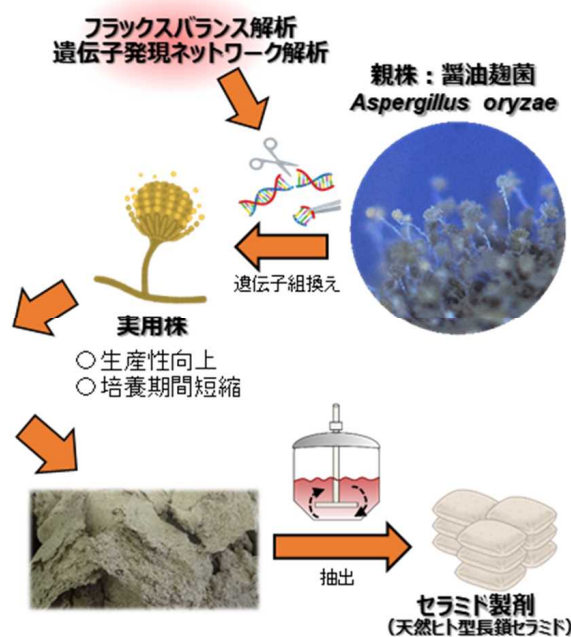 フラックスバランス解析
遺伝子発現ネットワーク解析
親株：醤油麹菌
Aspergillus oryzae
遺伝子組換え
実用株
○生産性向上
○培養期間短縮
抽出
セラミド製剤
（天然ヒト型長鎖セラミド）